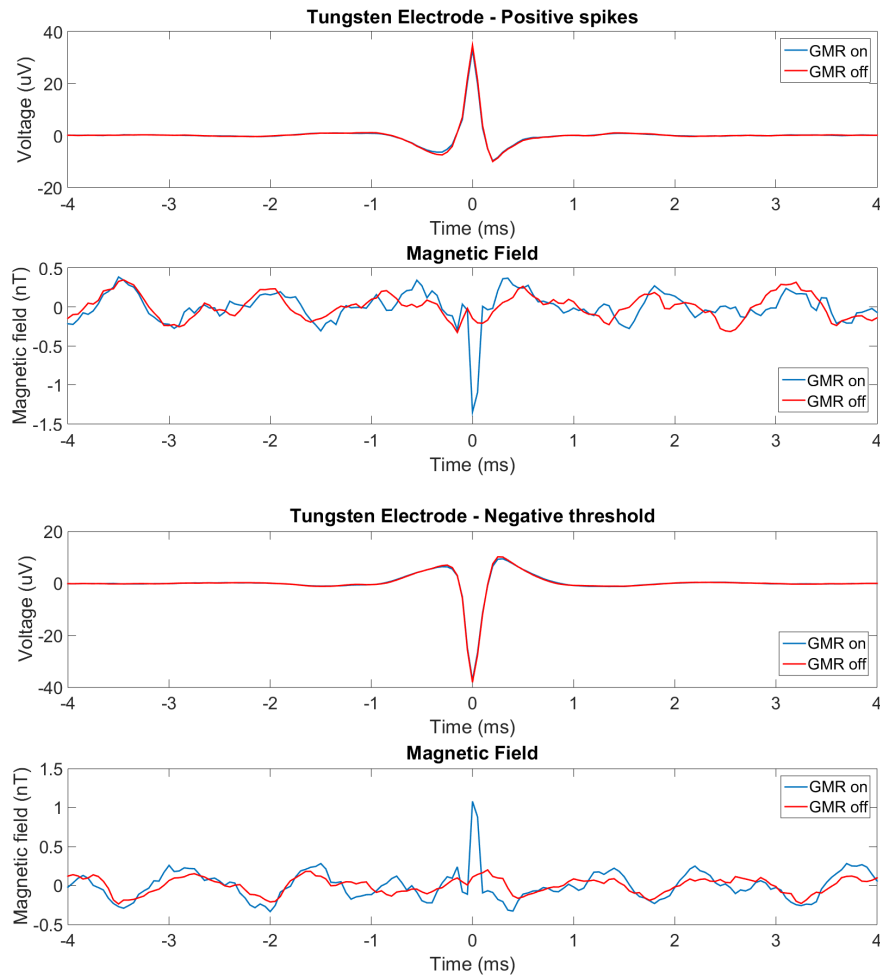 Tungsten Electrode - Positive spikes
Voltage (uV)
40
20
0
-20
GMR on
GMR off
-4 -3 -2 -1 0 1 2 3 4
Time (ms)
Magnetic Field
Magnetic field (nT)
0.5
0
-0.5
-1
-1.5
GMR on
GMR off
-4 -3 -2 -1 0 1 2 3 4
Time (ms)
Tungsten Electrode - Negative threshold
Voltage (uV)
20
0
-20
-40
GMR on
GMR off
-4 -3 -2 -1 0 1 2 3 4
Time (ms)
Magnetic Field
Magnetic field (nT)
1.5
1
0.5
0
-0.5
GMR on
GMR off
-4 -3 -2 -1 0 1 2 3 4
Time (ms)